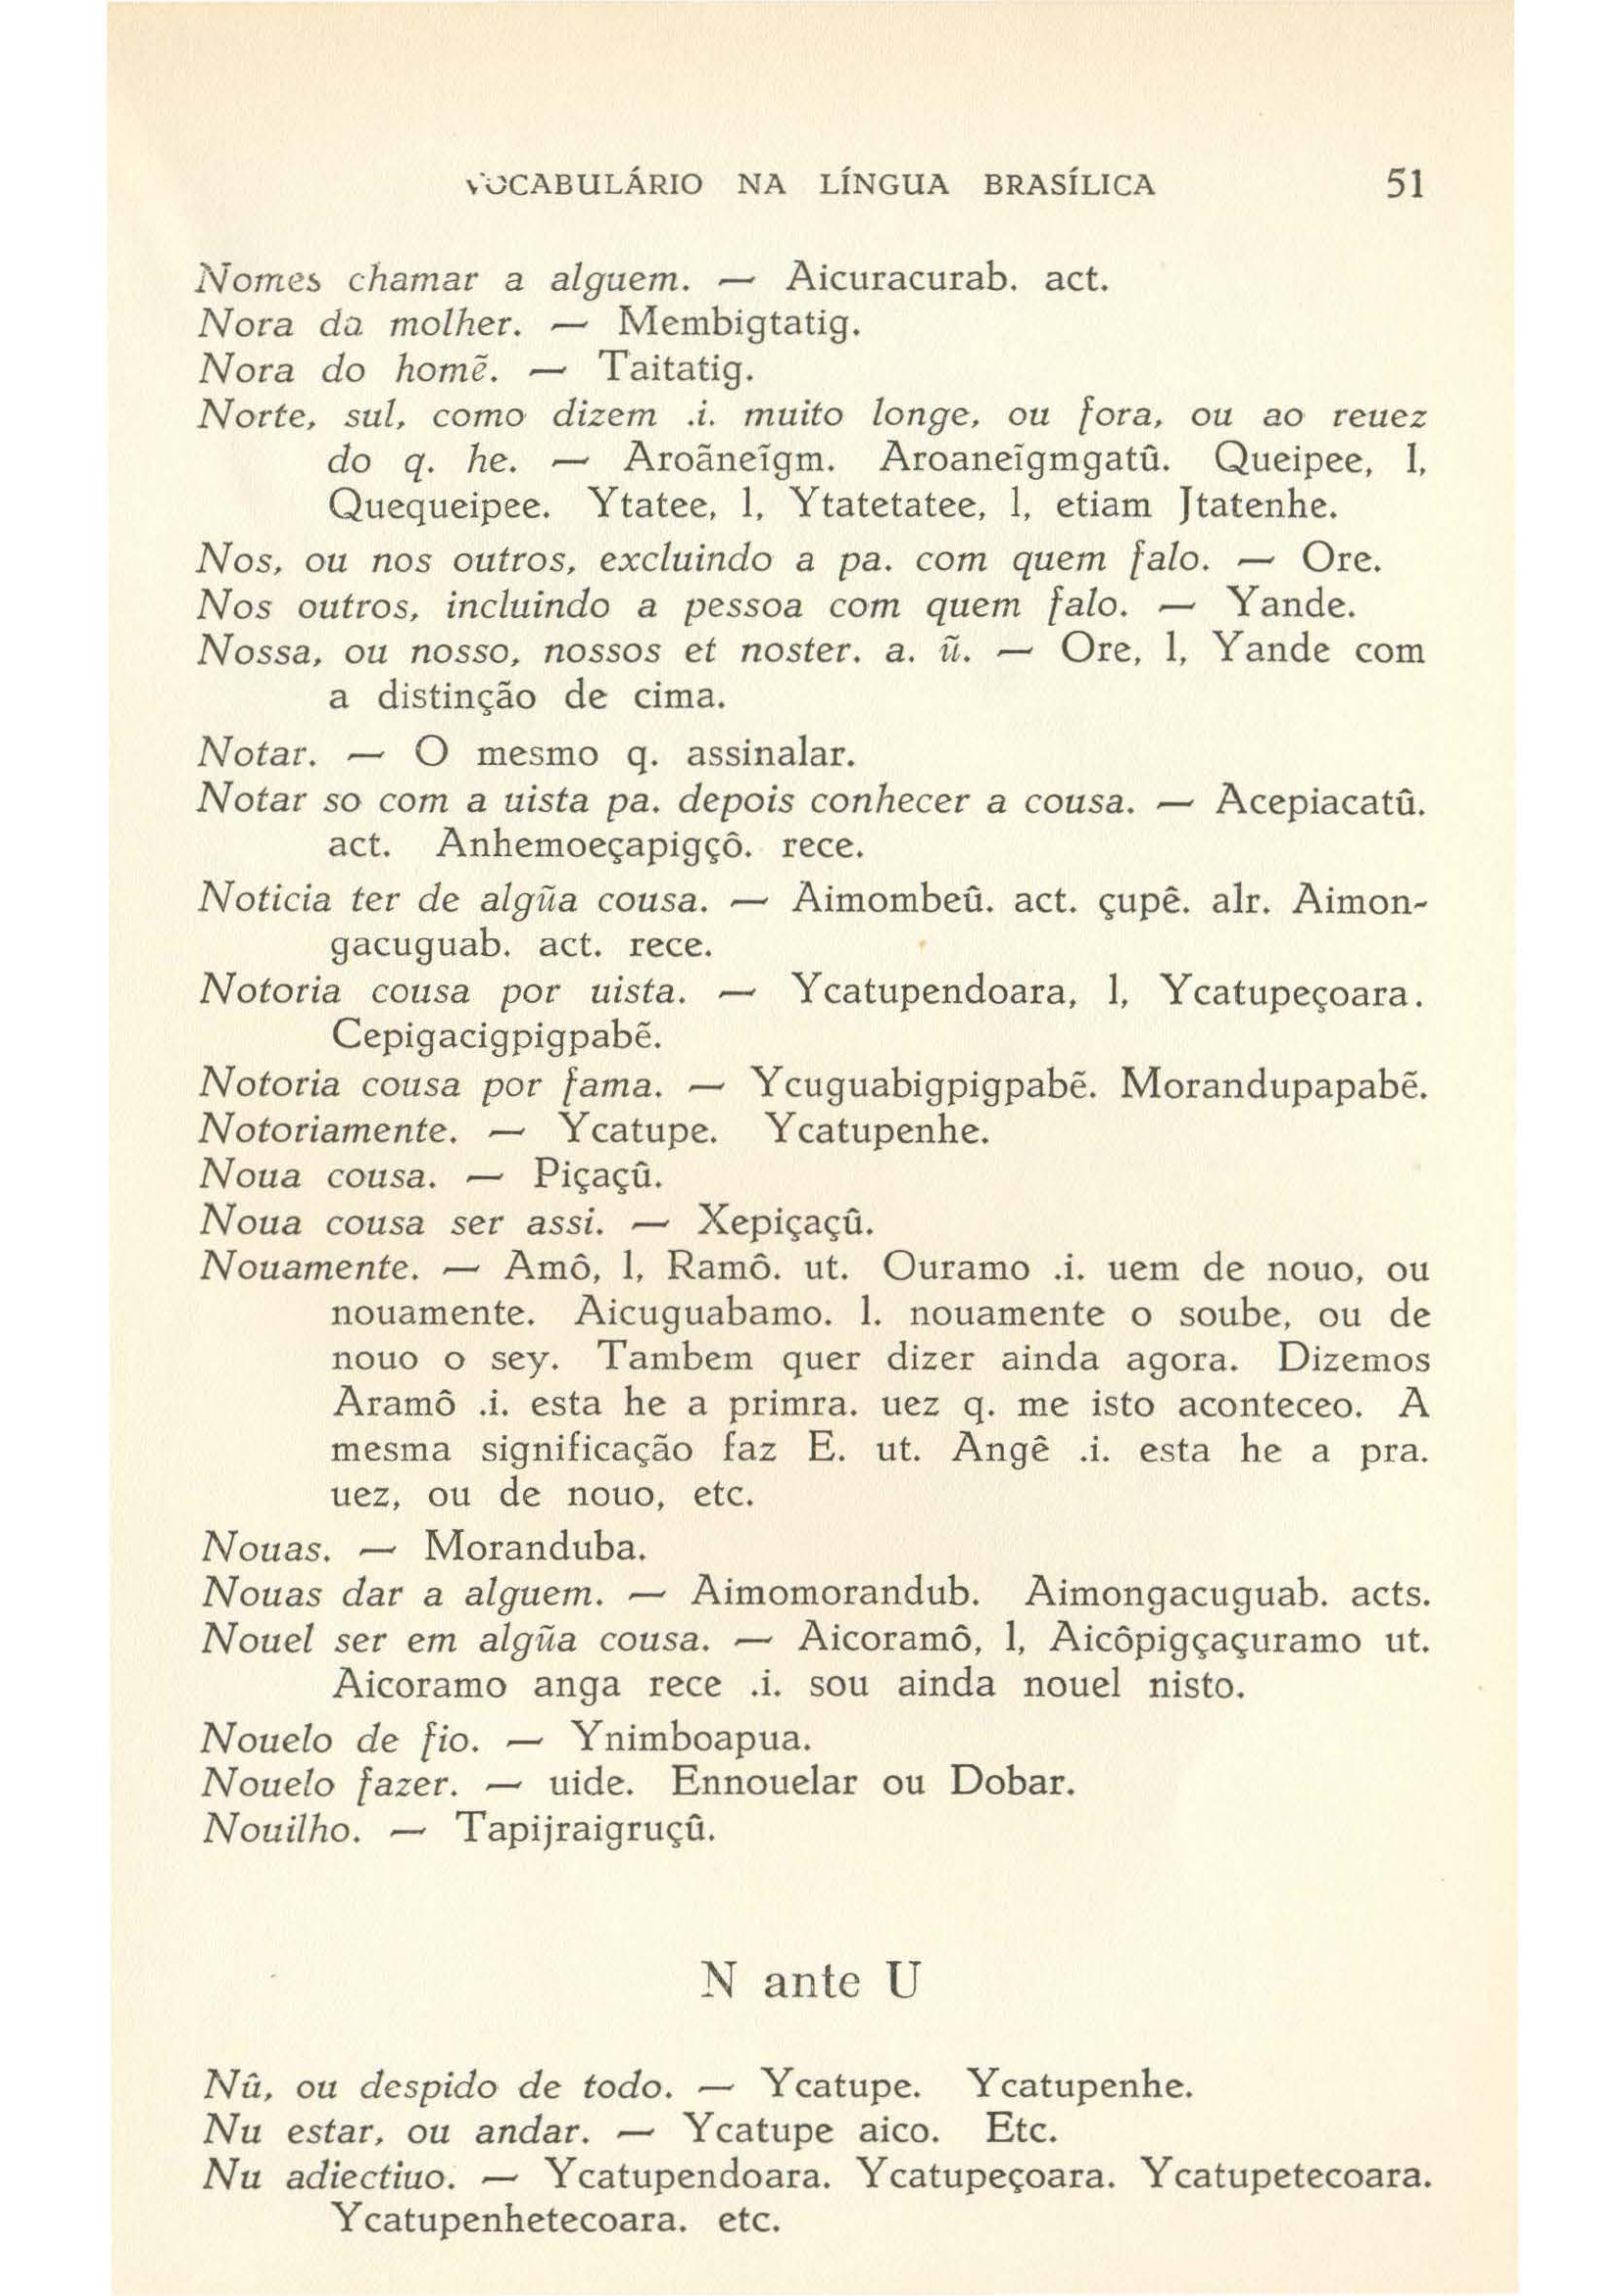 VOCABULÁRIO NA LÍNGUA BRASÍLICA 51
Nomes chamar a alguem. — Aicuracurab. act.
Nora da molher. — Membigtatig.
Nora do homẽ. — Taitatig.
Norte, sul, como dizem .i. muito longe, ou fora, ou ao reuez
do q. he. — Aroãneĩgm. Aroaneĩgmgatû. Queipee, l,
Quequeipee. Ytatee, l, Ytatetatee, l, etiam Jtatenhe.
Nos, ou nos outros, excluindo a pa. com quem falo. — Ore.
Nos outros, incluindo a pessoa com quem falo. — Yande.
Nossa, ou nosso, nossos et noster. a. ũ. — Ore, l, Yande com
a distinção de cima.
Notar. — O mesmo q. assinalar.
Notar so com a uista pa. depois conhecer a cousa. — Acepiacatû.
act. Anhemoeçapigçô. rece.
Noticia ter de algũa cousa. — Aimombeû. act. çupê. alr. Aimon-
gacuguab. act. rece.
Notoria cousa por uista. — Ycatupendoara, l, Ycatupeçoara.
Cepigacigpigpabẽ.
Notoria cousa por fama. — Ycuguabigpigpabẽ. Morandupapabẽ.
Notoriamente. — Ycatupe. Ycatupenhe.
Noua cousa. — Piçaçû.
Noua cousa ser assi. — Xepiçaçû.
Nouamente. — Amô, l, Ramô. ut. Ouramo .i. uem de nouo, ou
nouamente. Aicuguabamo. l. nouamente o soube, ou de
nouo o sey. Tambem quer dizer ainda agora. Dizemos
Aramô .i. esta he a primra. uez q. me isto aconteceo. A
mesma significação faz E. ut. Angê .i. esta he a pra.
uez, ou de nouo, etc.
Nouas. — Moranduba.
Nouas dar a alguem. — Aimomorandub. Aimongacuguab. acts.
Nouel ser em algũa cousa. — Aicoramô, l, Aicôpigçaçuramo ut.
Aicoramo anga rece .i. sou ainda nouel nisto.
Nouelo de fio. — Ynimboapua.
Nouelo fazer. — uide. Ennouelar ou Dobar.
Nouilho. — Tapijraigruçû.
N ante U
Nû, ou despido de todo. — Ycatupe. Ycatupenhe.
Nu estar, ou andar. — Ycatupe aico. Etc.
Nu adiectiuo. — Ycatupendoara. Ycatupeçoara. Ycatupetecoara.
Ycatupenhetecoara. etc.